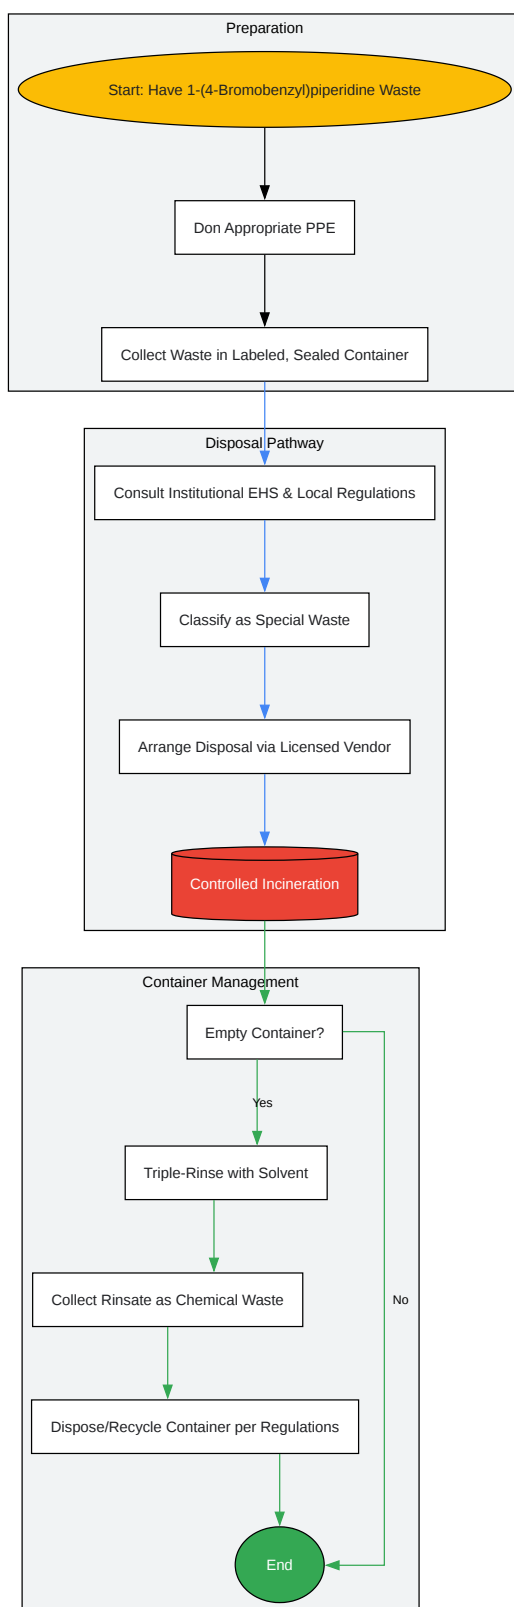 Preparation
Start: Have 1-(4-Bromobenzyl)piperidine Waste
Don Appropriate PPE
Collect Waste in Labeled, Sealed Container
Disposal Pathway
Consult Institutional EHS & Local Regulations
Classify as Special Waste
Arrange Disposal via Licensed Vendor
Controlled Incineration
Container Management
Empty Container?
Yes
Triple-Rinse with Solvent
Collect Rinsate as Chemical Waste
No
Dispose/Recycle Container per Regulations
End